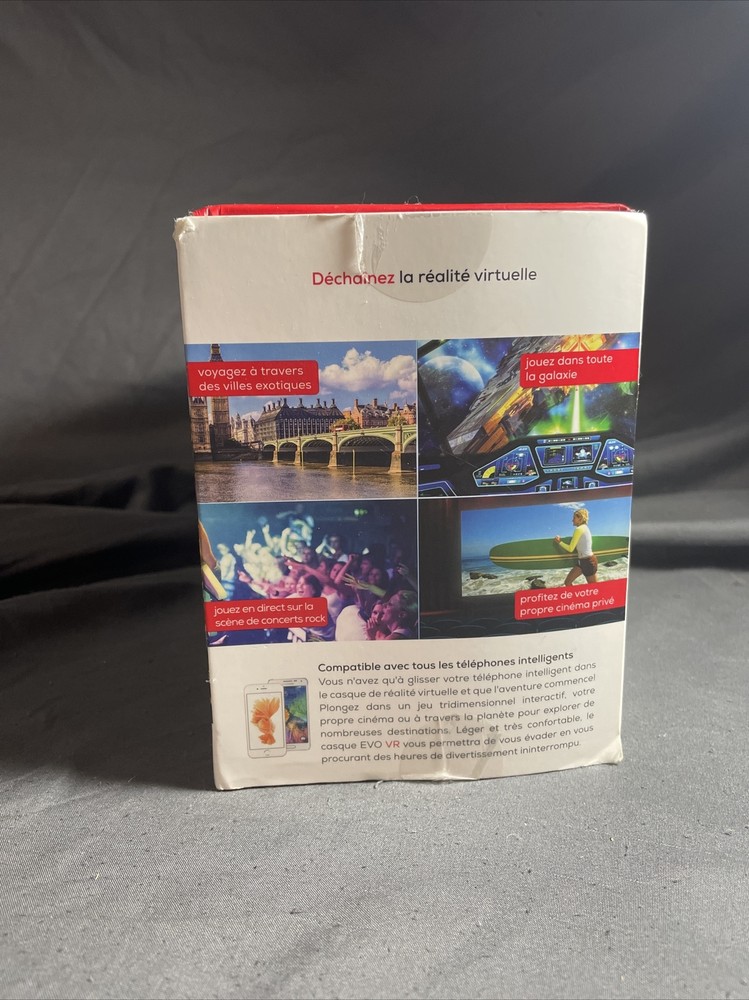 Déchaînez la réalité virtuelle
voyagez à travers
des villes exotiques
jouez dans toute
la galaxie
jouez en direct sur la
scène de concerts rock
profitez de votre
propre cinéma privé
Compatible avec tous les téléphones intelligents
Vous n'avez qu'à glisser votre téléphone intelligent dans
le casque de réalité virtuelle et que l'aventure commence!
Plongez dans un jeu tridimensionnel interactif, votre
propre cinéma ou à travers la planète pour explorer de
nombreuses destinations. Léger et très confortable, le
casque EVO VR vous permettra de vous évader en vous
procurant des heures de divertissement ininterrompu.